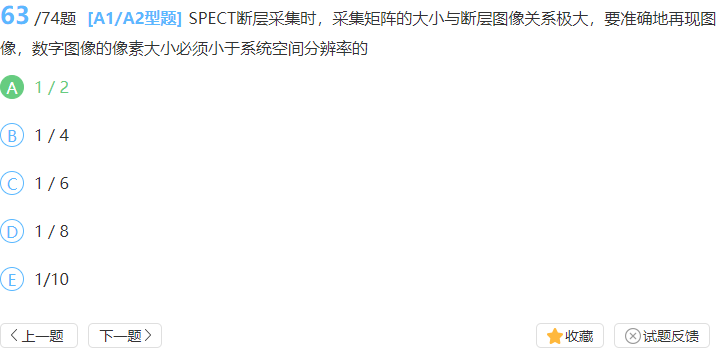 63 /74题 [A1/A2型题] SPECT断层采集时，采集矩阵的大小与断层图像关系极大，要准确地再现图
像，数字图像的像素大小必须小于系统空间分辨率的
A 1 / 2
B 1 / 4
C 1 / 6
D 1 / 8
E 1/10
上一题 下一题 收藏 试题反馈